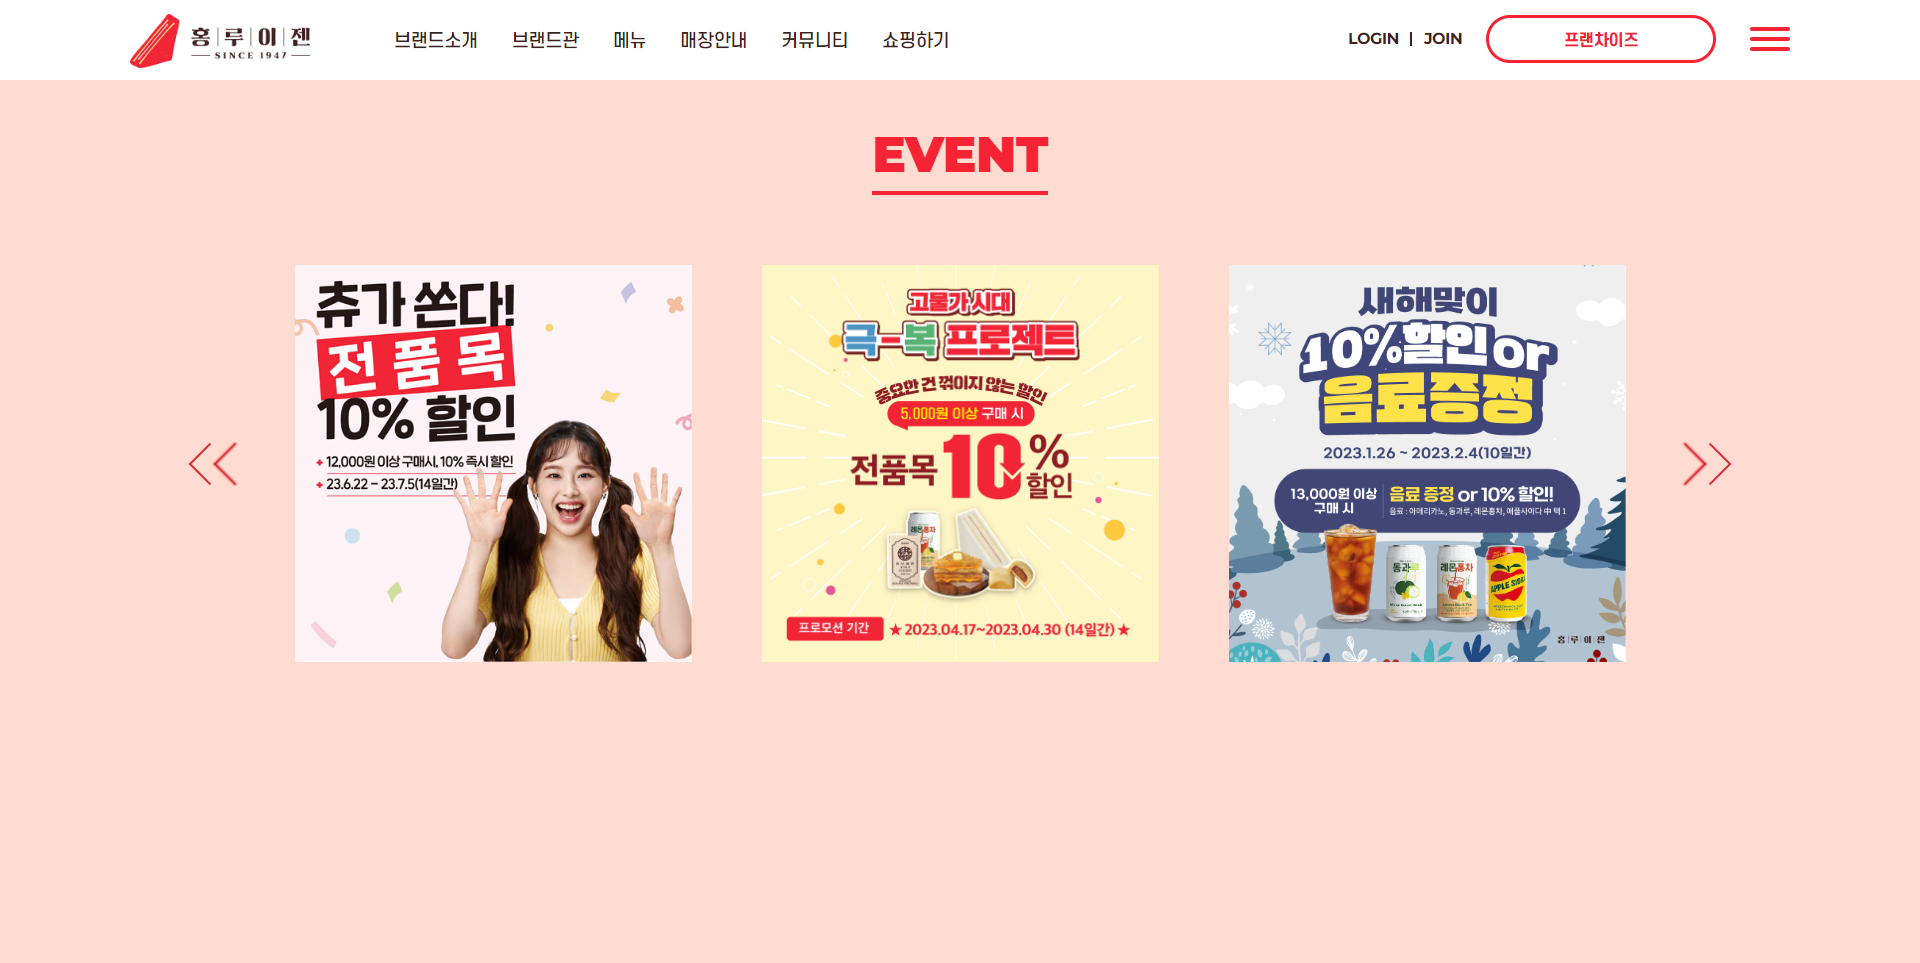 홍루이젠
SINCE 1947
브랜드소개 브랜드관 메뉴 매장안내 커뮤니티 쇼핑하기
LOGIN | JOIN
프랜차이즈
EVENT
츄가 쏜다!
전 품 목
10% 할인
12,000원 이상 구매시, 10% 즉시 할인
23.6.22 - 23.7.5(14일간)
고물가 시대
극-복 프로젝트
중요한 건 꺾이지 않는 할인
5,000원 이상 구매 시
전품목 10% 할인
레몬홍차
프로모션 기간
★ 2023.04.17~2023.04.30 (14일간) ★
새해맞이
10% 할인 or
음료증정
2023.1.26 ~ 2023.2.4(10일간)
13,000원 이상
구매 시
음료 증정 or 10% 할인!
음료 : 아메리카노, 동과루, 레몬홍차, 애플사이다 中 택 1
동과루
레몬홍차
APPLE SIDRA
홍루이젠